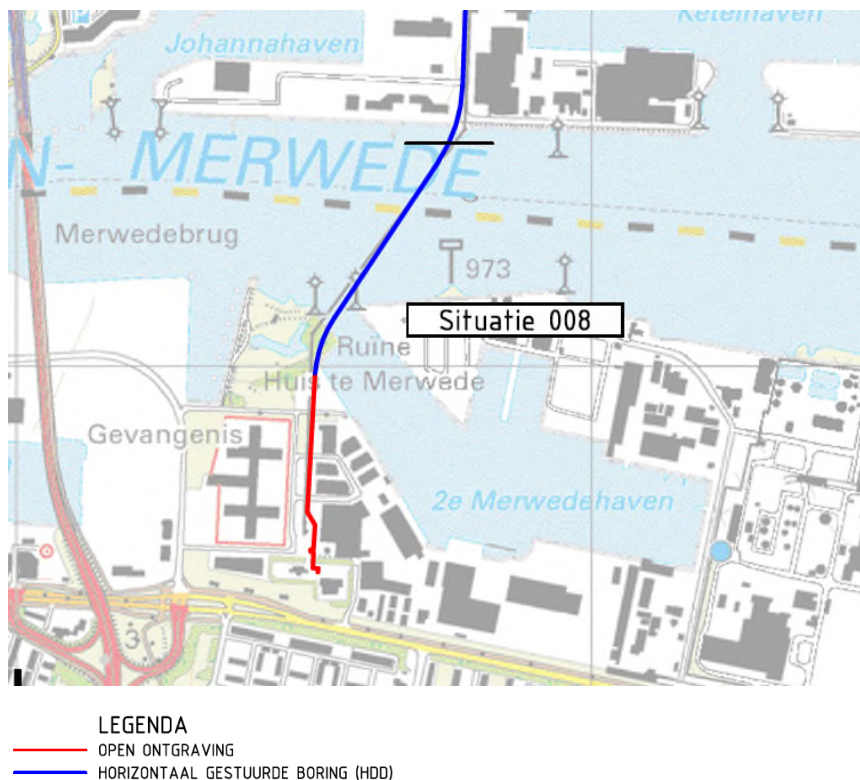 Johannahaven
Ketelhaven
N- MERWEDE
Merwedebrug
973
Situatie 008
Ruïne
Huis te Merwede
Gevangenis
2e Merwedehaven
3
LEGENDA
OPEN ONTGRAVING
HORIZONTAAL GESTUURDE BORING (HDD)